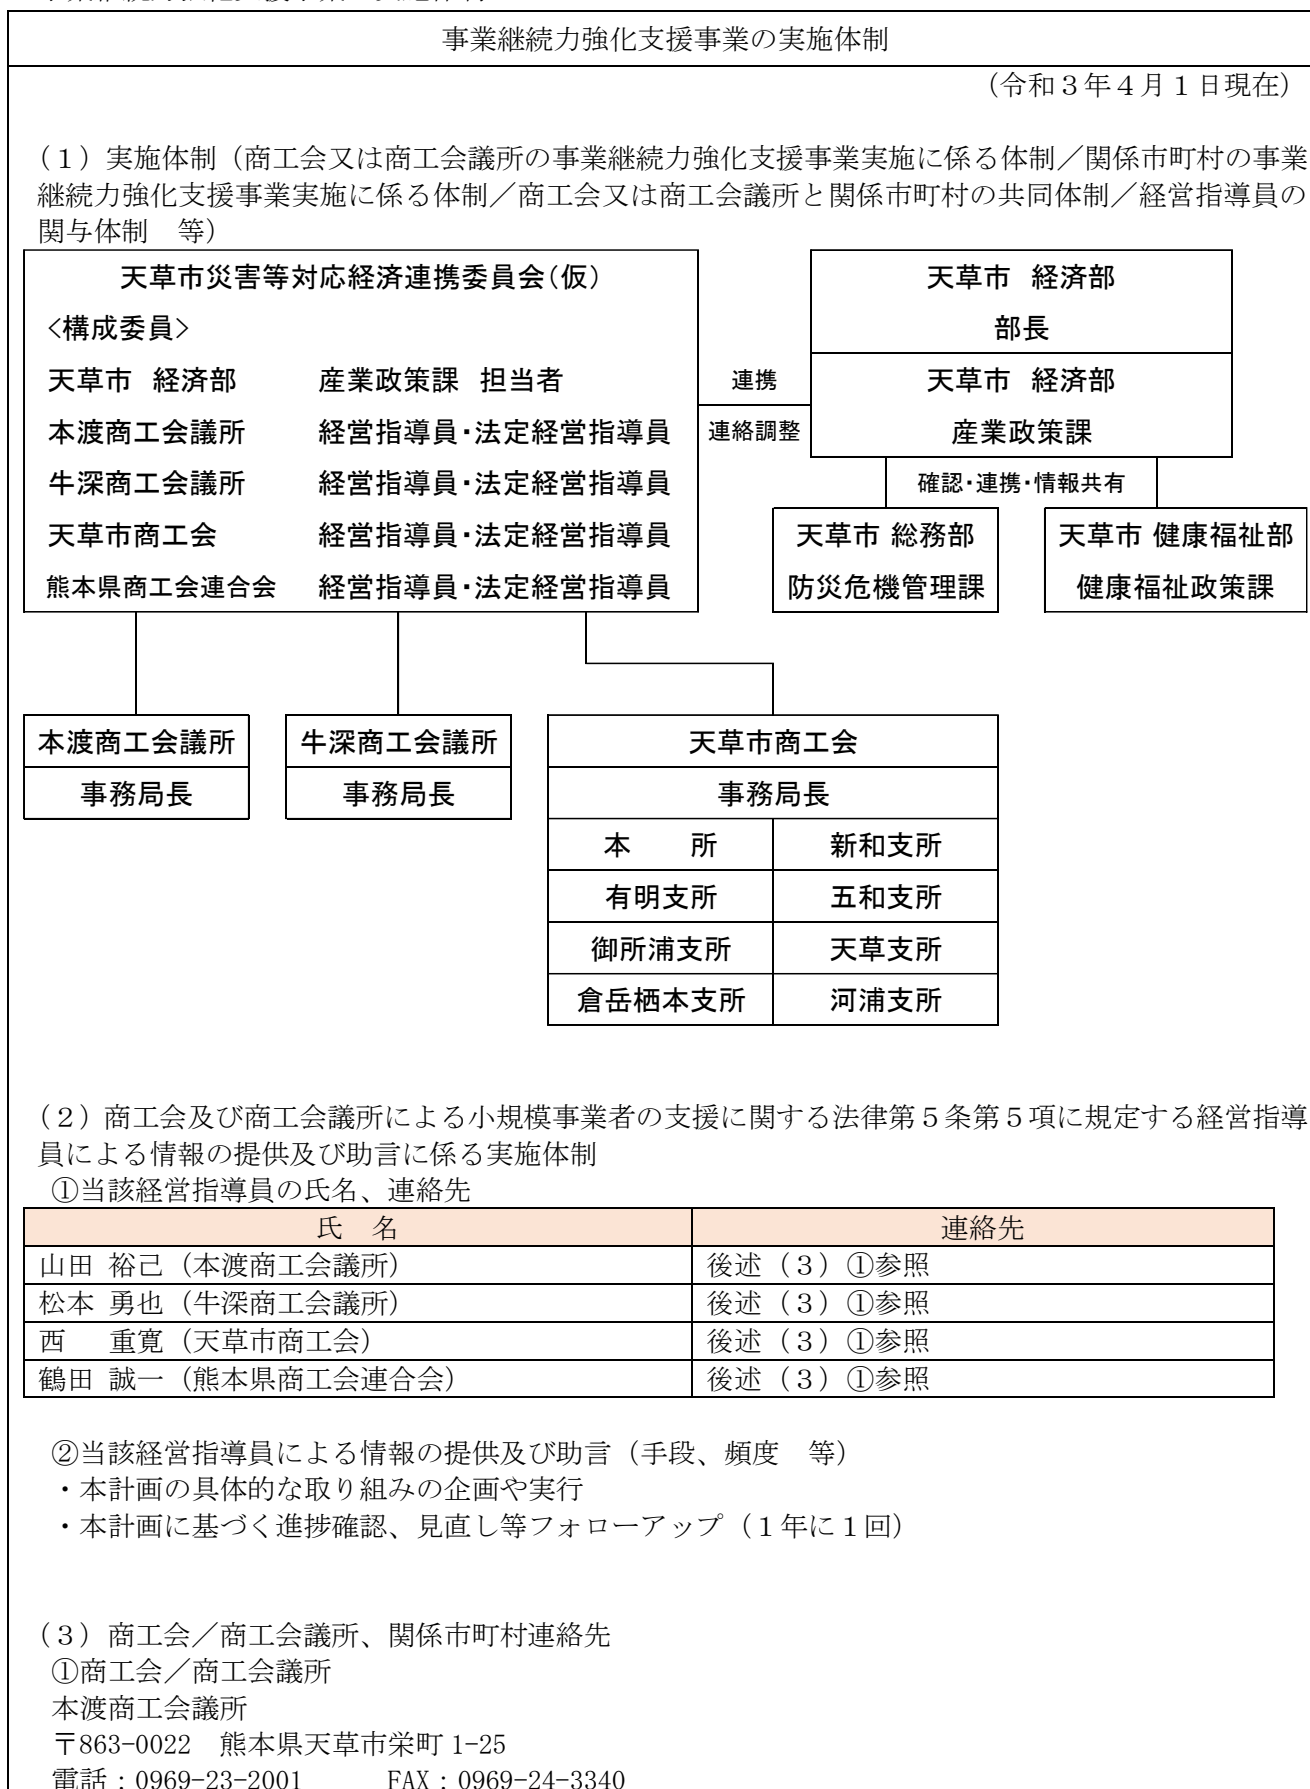 事業継続力強化支援事業の実施体制
（令和３年４月１日現在）
（１）実施体制（商工会又は商工会議所の事業継続力強化支援事業実施に係る体制／関係市町村の事業
継続力強化支援事業実施に係る体制／商工会又は商工会議所と関係市町村の共同体制／経営指導員の
関与体制　等）
天草市災害等対応経済連携委員会（仮）
＜構成委員＞
天草市 経済部　産業政策課 担当者
本渡商工会議所　経営指導員・法定経営指導員
牛深商工会議所　経営指導員・法定経営指導員
天草市商工会　経営指導員・法定経営指導員
熊本県商工会連合会　経営指導員・法定経営指導員
連携
連絡調整
天草市 経済部
部長
天草市 経済部
産業政策課
確認・連携・情報共有
天草市 総務部
防災危機管理課
天草市 健康福祉部
健康福祉政策課
本渡商工会議所
事務局長
牛深商工会議所
事務局長
天草市商工会
事務局長
本　　所　新和支所
有明支所　五和支所
御所浦支所　天草支所
倉岳栖本支所　河浦支所
（２）商工会及び商工会議所による小規模事業者の支援に関する法律第５条第５項に規定する経営指導
員による情報の提供及び助言に係る実施体制
①当該経営指導員の氏名、連絡先
氏　名　連絡先
山田 裕己（本渡商工会議所）　後述（３）①参照
松本 勇也（牛深商工会議所）　後述（３）①参照
西　 重寛（天草市商工会）　後述（３）①参照
鶴田 誠一（熊本県商工会連合会）　後述（３）①参照
②当該経営指導員による情報の提供及び助言（手段、頻度　等）
・本計画の具体的な取り組みの企画や実行
・本計画に基づく進捗確認、見直し等フォローアップ（１年に１回）
（３）商工会／商工会議所、関係市町村連絡先
①商工会／商工会議所
本渡商工会議所
〒863-0022　熊本県天草市栄町 1-25
電話：0969-23-2001　　FAX：0969-24-3340